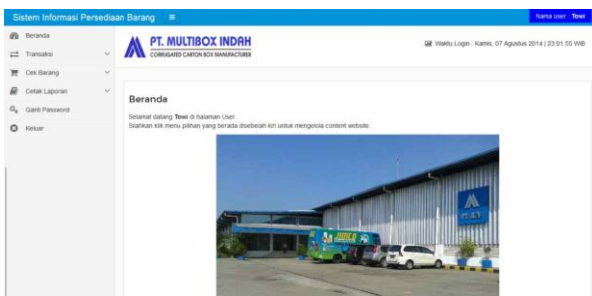 Sistem Informasi Persediaan Barang
Nama user : Towi
Beranda
Transaksi
Cek Barang
Cetak Laporan
Ganti Password
Keluar
PT. MULTIBOX INDAH
CORRUGATED CARTON BOX MANUFACTURER
Waktu Login : Kamis, 07 Agustus 2014 | 23:01:55 WIB
Beranda
Selamat datang Towi di halaman User
Silahkan klik menu pilihan yang berada disebelah kiri untuk mengelola content website.